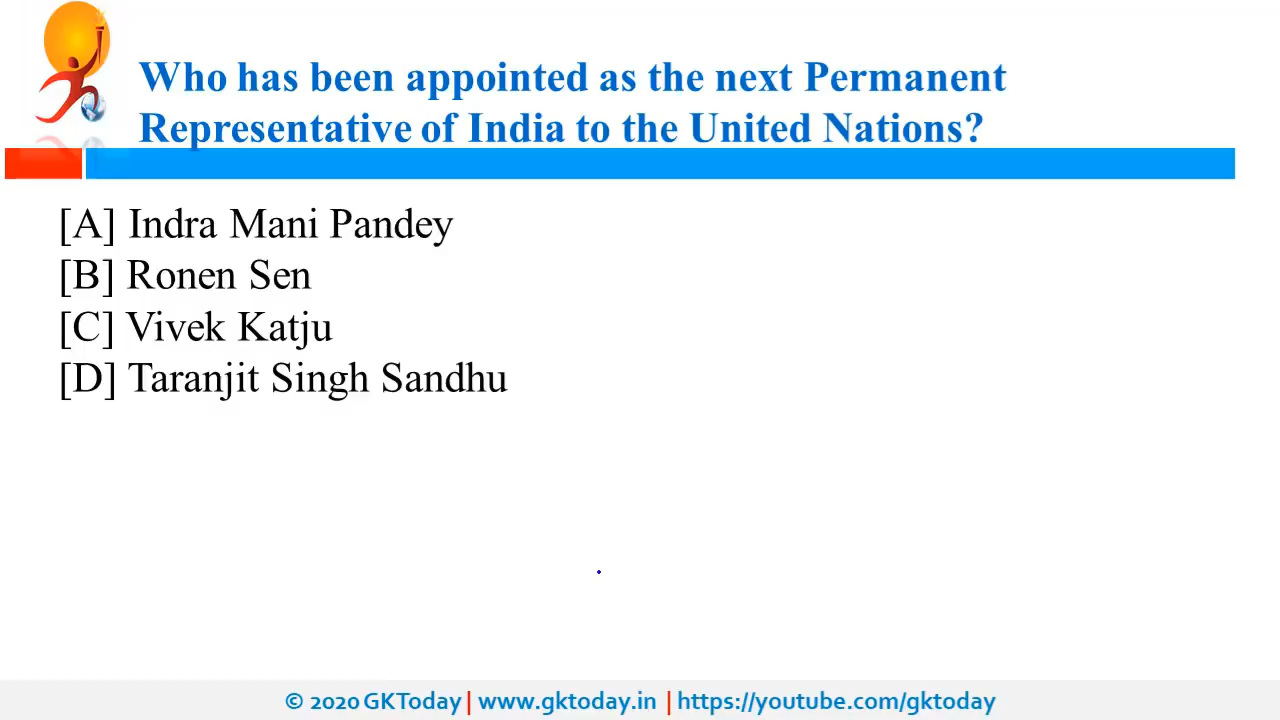 Who has been appointed as the next Permanent
Representative of India to the United Nations?
[A] Indra Mani Pandey
[B] Ronen Sen
[C] Vivek Katju
[D] Taranjit Singh Sandhu
© 2020 GKToday | www.gktoday.in | https://youtube.com/gktoday